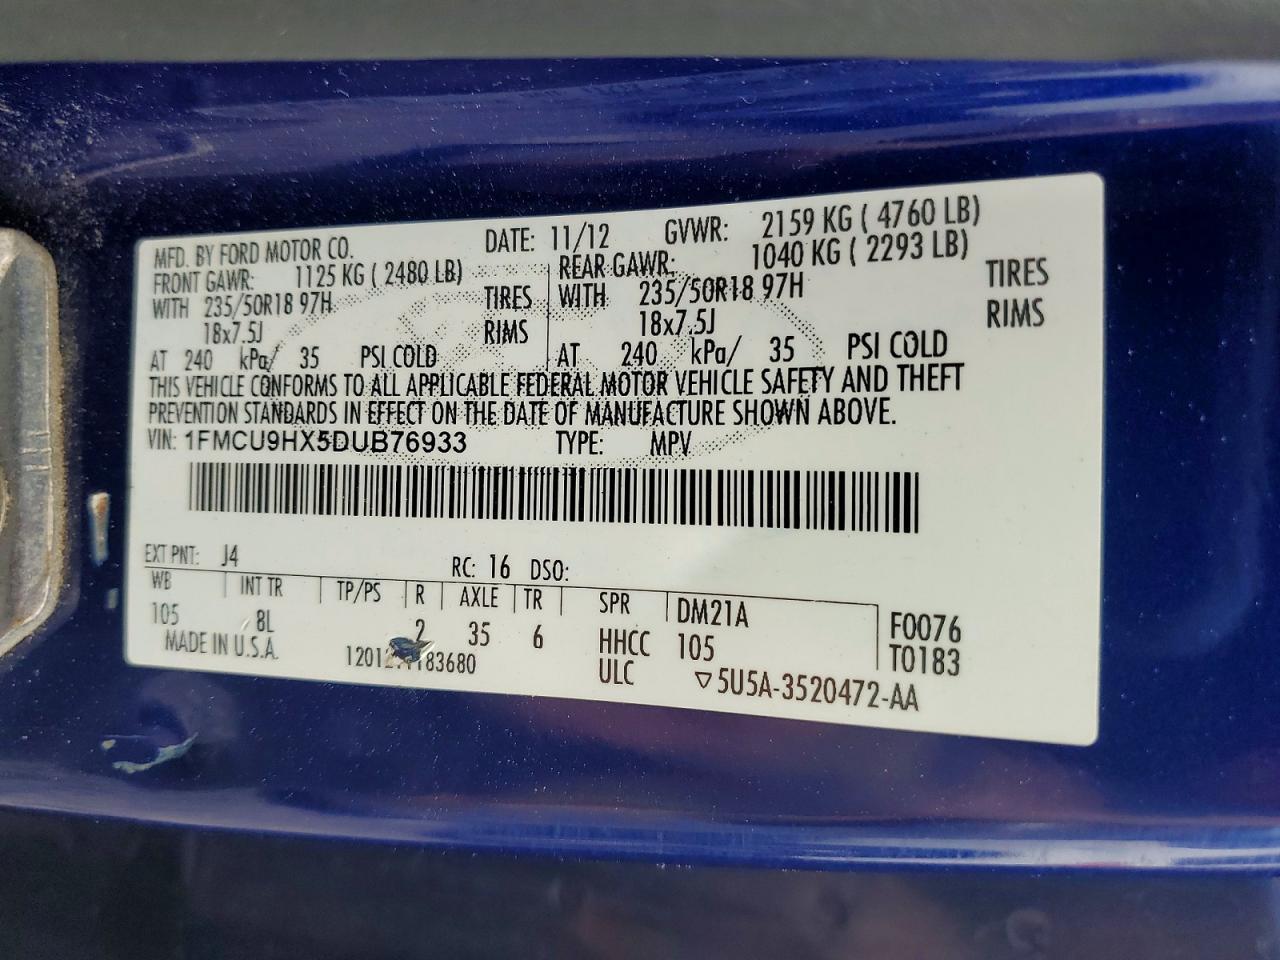 MFD. BY FORD MOTOR CO. DATE: 11/12 GVWR: 2159 KG ( 4760 LB)
FRONT GAWR: 1125 KG ( 2480 LB) REAR GAWR: 1040 KG ( 2293 LB)
WITH 235/50R18 97H TIRES WITH 235/50R18 97H TIRES
18x7.5J RIMS 18x7.5J RIMS
AT 240 kPa/ 35 PSI COLD AT 240 kPa/ 35 PSI COLD
THIS VEHICLE CONFORMS TO ALL APPLICABLE FEDERAL MOTOR VEHICLE SAFETY AND THEFT
PREVENTION STANDARDS IN EFFECT ON THE DATE OF MANUFACTURE SHOWN ABOVE.
VIN: 1FMCU9HX5DUB76933 TYPE: MPV
EXT PNT: J4 RC: 16 DSO:
WB INT TR TP/PS R AXLE TR SPR DM21A F0076
105 8L 2 35 6 HHCC 105 T0183
MADE IN U.S.A. ULC ▽5U5A-3520472-AA